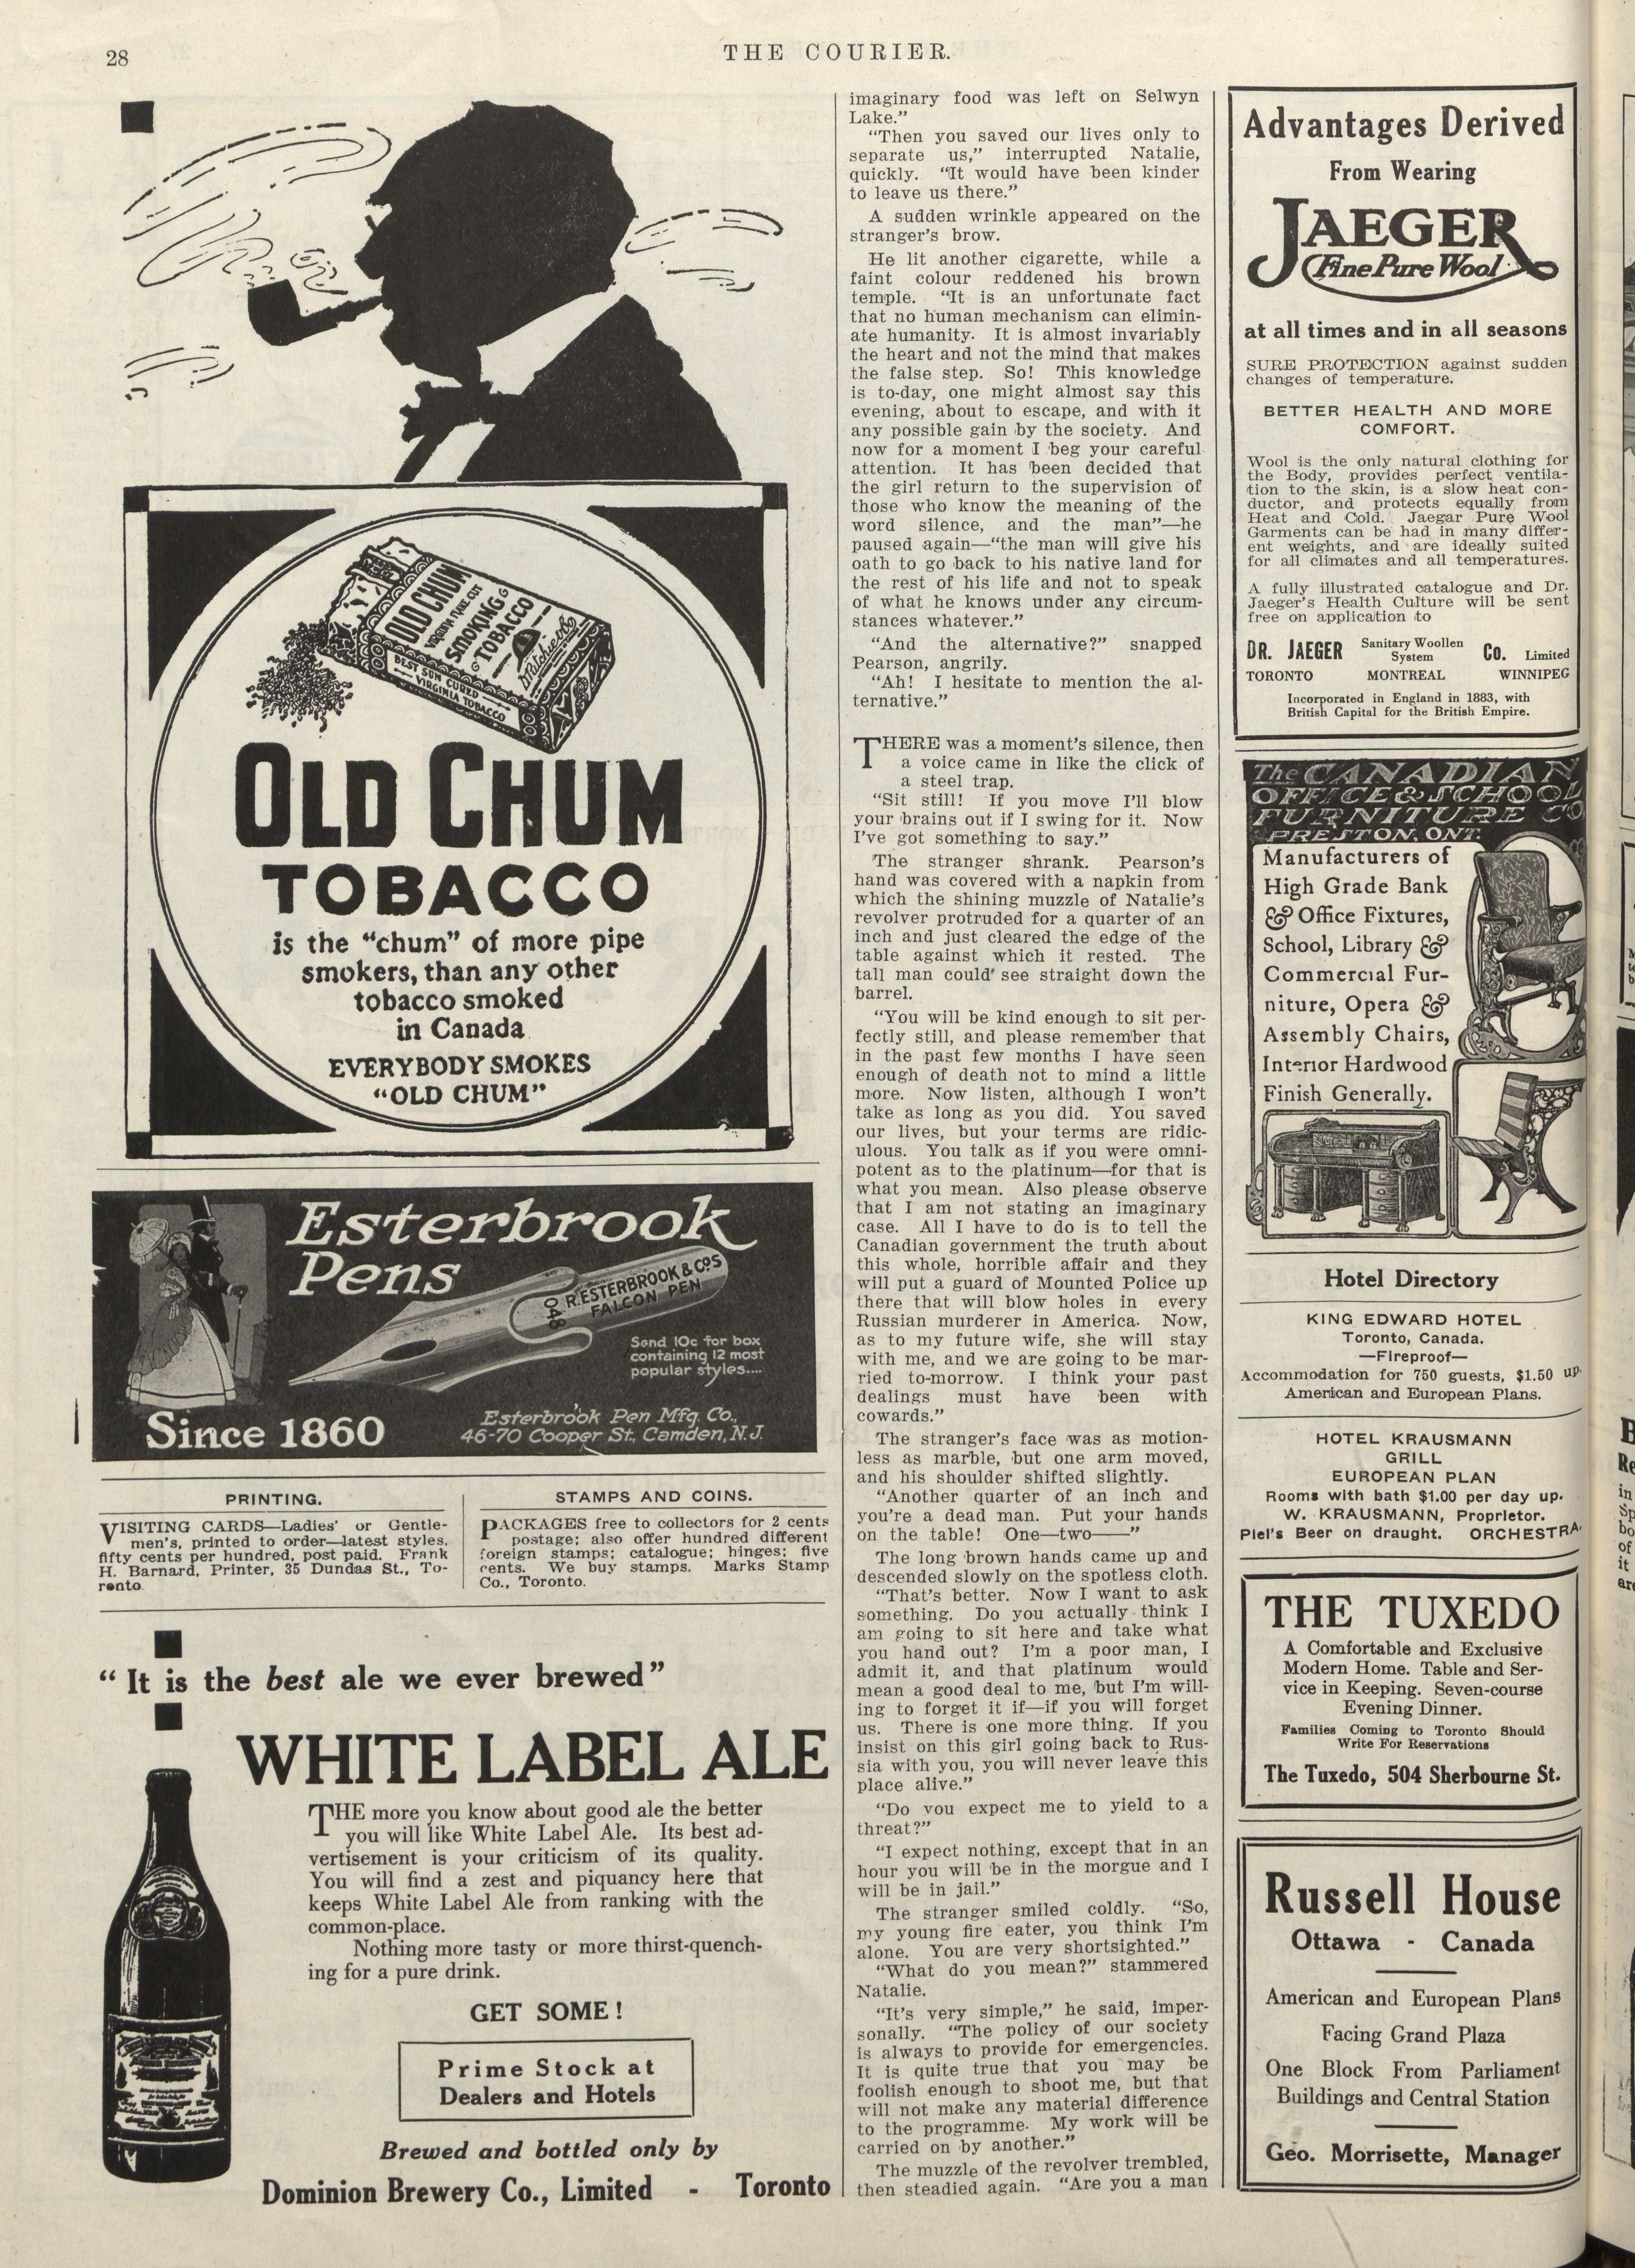 28
THE COURIER.
OLD CHUM
VIRGINIA FLAKE CUT
SMOKING
TOBACCO
D. Ritchie & Co
BEST SUN CURED
VIRGINIA TOBACCO
OLD CHUM
TOBACCO
is the "chum" of more pipe
smokers, than any other
tobacco smoked
in Canada
EVERYBODY SMOKES
"OLD CHUM"
Esterbrook
Pens
048
R. ESTERBROOK & CO'S
FALCON PEN
Send 10c for box
containing 12 most
popular styles....
Since 1860
Esterbrook Pen Mfg. Co.,
46-70 Cooper St., Camden, N.J.
PRINTING.
VISITING CARDS—Ladies' or Gentle-
men's, printed to order—latest styles,
fifty cents per hundred, post paid. Frank
H. Barnard, Printer, 35 Dundas St., To-
ronto.
STAMPS AND COINS.
PACKAGES free to collectors for 2 cents
postage; also offer hundred different
foreign stamps; catalogue; hinges; five
cents. We buy stamps. Marks Stamp
Co., Toronto.
"It is the best ale we ever brewed"
WHITE LABEL ALE
THE more you know about good ale the better
you will like White Label Ale. Its best ad-
vertisement is your criticism of its quality.
You will find a zest and piquancy here that
keeps White Label Ale from ranking with the
common-place.
Nothing more tasty or more thirst-quench-
ing for a pure drink.
GET SOME!
Prime Stock at
Dealers and Hotels
Brewed and bottled only by
Dominion Brewery Co., Limited - Toronto
imaginary food was left on Selwyn
Lake."
"Then you saved our lives only to
separate us," interrupted Natalie,
quickly. "It would have been kinder
to leave us there."
A sudden wrinkle appeared on the
stranger's brow.
He lit another cigarette, while a
faint colour reddened his brown
temple. "It is an unfortunate fact
that no human mechanism can elimin-
ate humanity. It is almost invariably
the heart and not the mind that makes
the false step. So! This knowledge
is to-day, one might almost say this
evening, about to escape, and with it
any possible gain by the society. And
now for a moment I beg your careful
attention. It has been decided that
the girl return to the supervision of
those who know the meaning of the
word silence, and the man"—he
paused again—"the man will give his
oath to go back to his native land for
the rest of his life and not to speak
of what he knows under any circum-
stances whatever."
"And the alternative?" snapped
Pearson, angrily.
"Ah! I hesitate to mention the al-
ternative."
THERE was a moment's silence, then
a voice came in like the click of
a steel trap.
"Sit still! If you move I'll blow
your brains out if I swing for it. Now
I've got something to say."
The stranger shrank. Pearson's
hand was covered with a napkin from
which the shining muzzle of Natalie's
revolver protruded for a quarter of an
inch and just cleared the edge of the
table against which it rested. The
tall man could see straight down the
barrel.
"You will be kind enough to sit per-
fectly still, and please remember that
in the past few months I have seen
enough of death not to mind a little
more. Now listen, although I won't
take as long as you did. You saved
our lives, but your terms are ridic-
ulous. You talk as if you were omni-
potent as to the platinum—for that is
what you mean. Also please observe
that I am not stating an imaginary
case. All I have to do is to tell the
Canadian government the truth about
this whole, horrible affair and they
will put a guard of Mounted Police up
there that will blow holes in every
Russian murderer in America. Now,
as to my future wife, she will stay
with me, and we are going to be mar-
ried to-morrow. I think your past
dealings must have been with
cowards."
The stranger's face was as motion-
less as marble, but one arm moved,
and his shoulder shifted slightly.
"Another quarter of an inch and
you're a dead man. Put your hands
on the table! One—two——"
The long brown hands came up and
descended slowly on the spotless cloth.
"That's better. Now I want to ask
something. Do you actually think I
am going to sit here and take what
you hand out? I'm a poor man, I
admit it, and that platinum would
mean a good deal to me, but I'm will-
ing to forget it if—if you will forget
us. There is one more thing. If you
insist on this girl going back to Rus-
sia with you, you will never leave this
place alive."
"Do you expect me to yield to a
threat?"
"I expect nothing, except that in an
hour you will be in the morgue and I
will be in jail."
The stranger smiled coldly. "So,
my young fire eater, you think I'm
alone. You are very shortsighted."
"What do you mean?" stammered
Natalie.
"It's very simple," he said, imper-
sonally. "The policy of our society
is always to provide for emergencies.
It is quite true that you may be
foolish enough to shoot me, but that
will not make any material difference
to the programme. My work will be
carried on by another."
The muzzle of the revolver trembled,
then steadied again. "Are you a man
Advantages Derived
From Wearing
JAEGER
Fine Pure Wool
at all times and in all seasons
SURE PROTECTION against sudden
changes of temperature.
BETTER HEALTH AND MORE
COMFORT.
Wool is the only natural clothing for
the Body, provides perfect ventila-
tion to the skin, is a slow heat con-
ductor, and protects equally from
Heat and Cold. Jaegar Pure Wool
Garments can be had in many differ-
ent weights, and are ideally suited
for all climates and all temperatures.
A fully illustrated catalogue and Dr.
Jaeger's Health Culture will be sent
free on application to
DR. JAEGER Sanitary Woollen System Co. Limited
TORONTO MONTREAL WINNIPEG
Incorporated in England in 1883, with
British Capital for the British Empire.
The CANADIAN
OFFICE & SCHOOL
FURNITURE CO.
PRESTON, ONT.
Manufacturers of
High Grade Bank
& Office Fixtures,
School, Library &
Commercial Fur-
niture, Opera &
Assembly Chairs,
Interior Hardwood
Finish Generally.
Hotel Directory
KING EDWARD HOTEL
Toronto, Canada.
—Fireproof—
Accommodation for 750 guests, $1.50 up.
American and European Plans.
HOTEL KRAUSMANN
GRILL
EUROPEAN PLAN
Rooms with bath $1.00 per day up.
W. KRAUSMANN, Proprietor.
Piel's Beer on draught. ORCHESTRA.
THE TUXEDO
A Comfortable and Exclusive
Modern Home. Table and Ser-
vice in Keeping. Seven-course
Evening Dinner.
Families Coming to Toronto Should
Write For Reservations
The Tuxedo, 504 Sherbourne St.
Russell House
Ottawa - Canada
American and European Plans
Facing Grand Plaza
One Block From Parliament
Buildings and Central Station
Geo. Morrisette, Manager